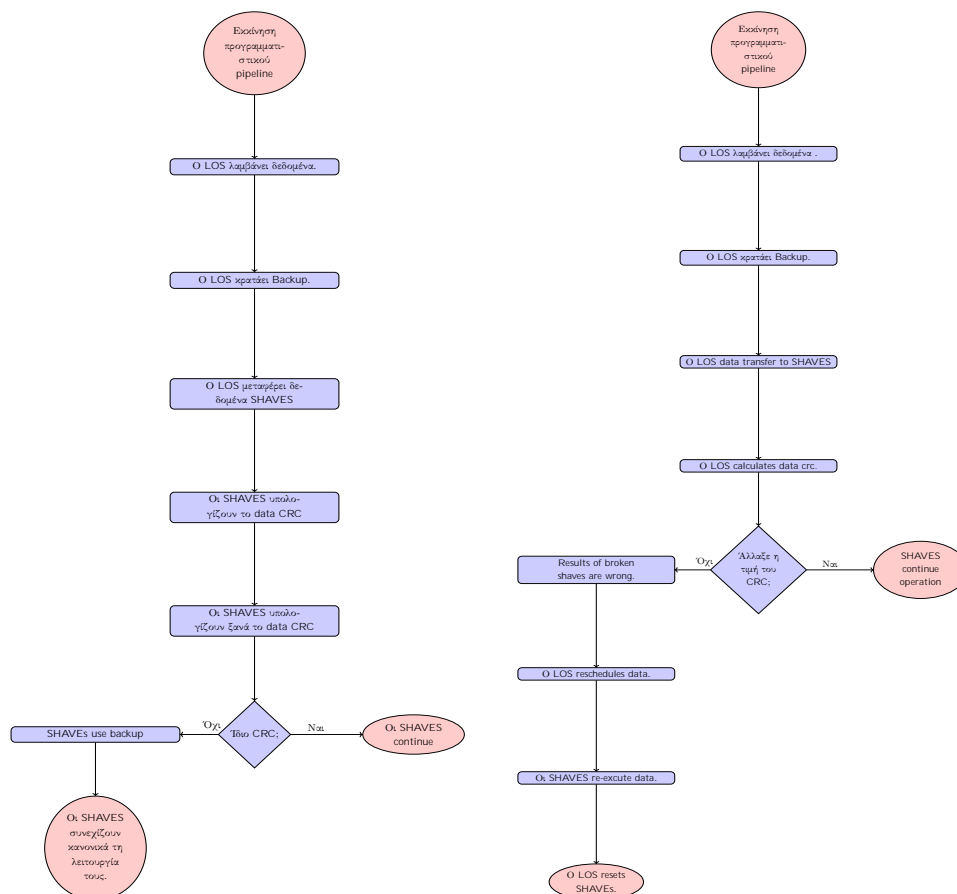 Εκκίνηση
προγραμματι-
στικού
pipeline
Ο LOS λαμβάνει δεδομένα.
Ο LOS κρατάει Backup.
Ο LOS μεταφέρει δε-
δομένα SHAVES
Οι SHAVES υπολο-
γίζουν το data CRC
Οι SHAVES υπολο-
γίζουν ξανά το data CRC
Ίδιο CRC;
Όχι
Ναι
SHAVEs use backup
Οι SHAVES
continue
Οι SHAVES
συνεχίζουν
κανονικά τη
λειτουργία
τους.
Εκκίνηση
προγραμματι-
στικού
pipeline
Ο LOS λαμβάνει δεδομένα .
Ο LOS κρατάει Backup.
Ο LOS data transfer to SHAVES
Ο LOS calculates data crc.
Άλλαξε η
τιμή του
CRC;
Όχι
Ναι
Results of broken
shaves are wrong.
SHAVES
continue
operation
Ο LOS reschedules data.
Οι SHAVES re-excute data.
Ο LOS resets
SHAVEs.